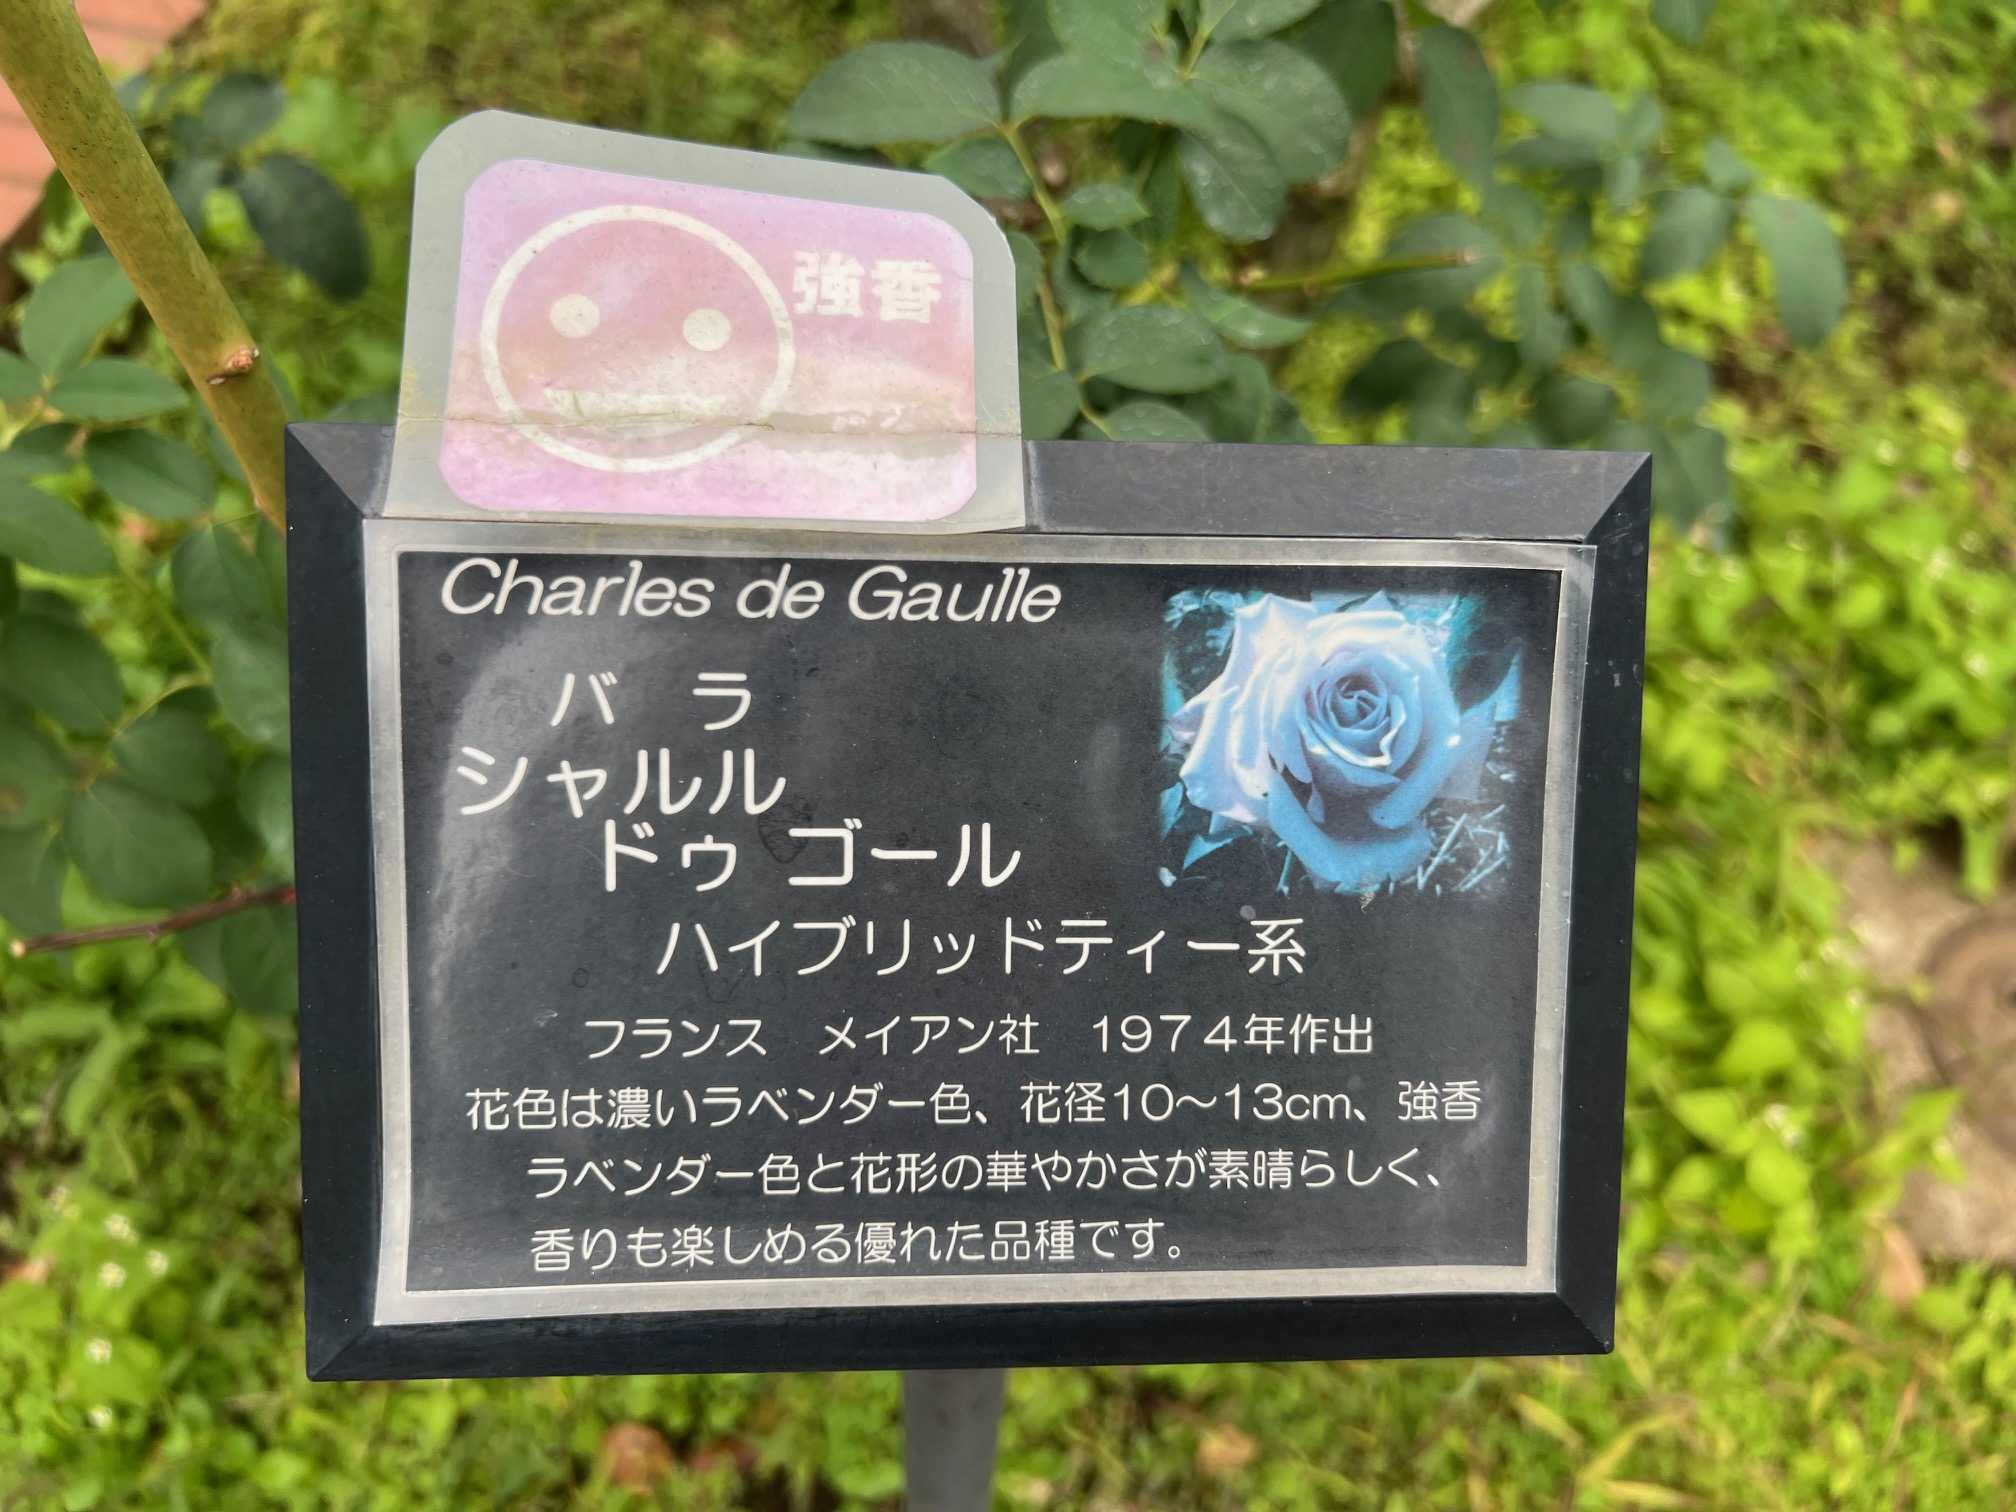 強香
Charles de Gaulle
バ　ラ
シャルル
ドゥ ゴール
ハイブリッドティー系
フランス　メイアン社　１９７４年作出
花色は濃いラベンダー色、花径10〜13cm、強香
ラベンダー色と花形の華やかさが素晴らしく、
香りも楽しめる優れた品種です。